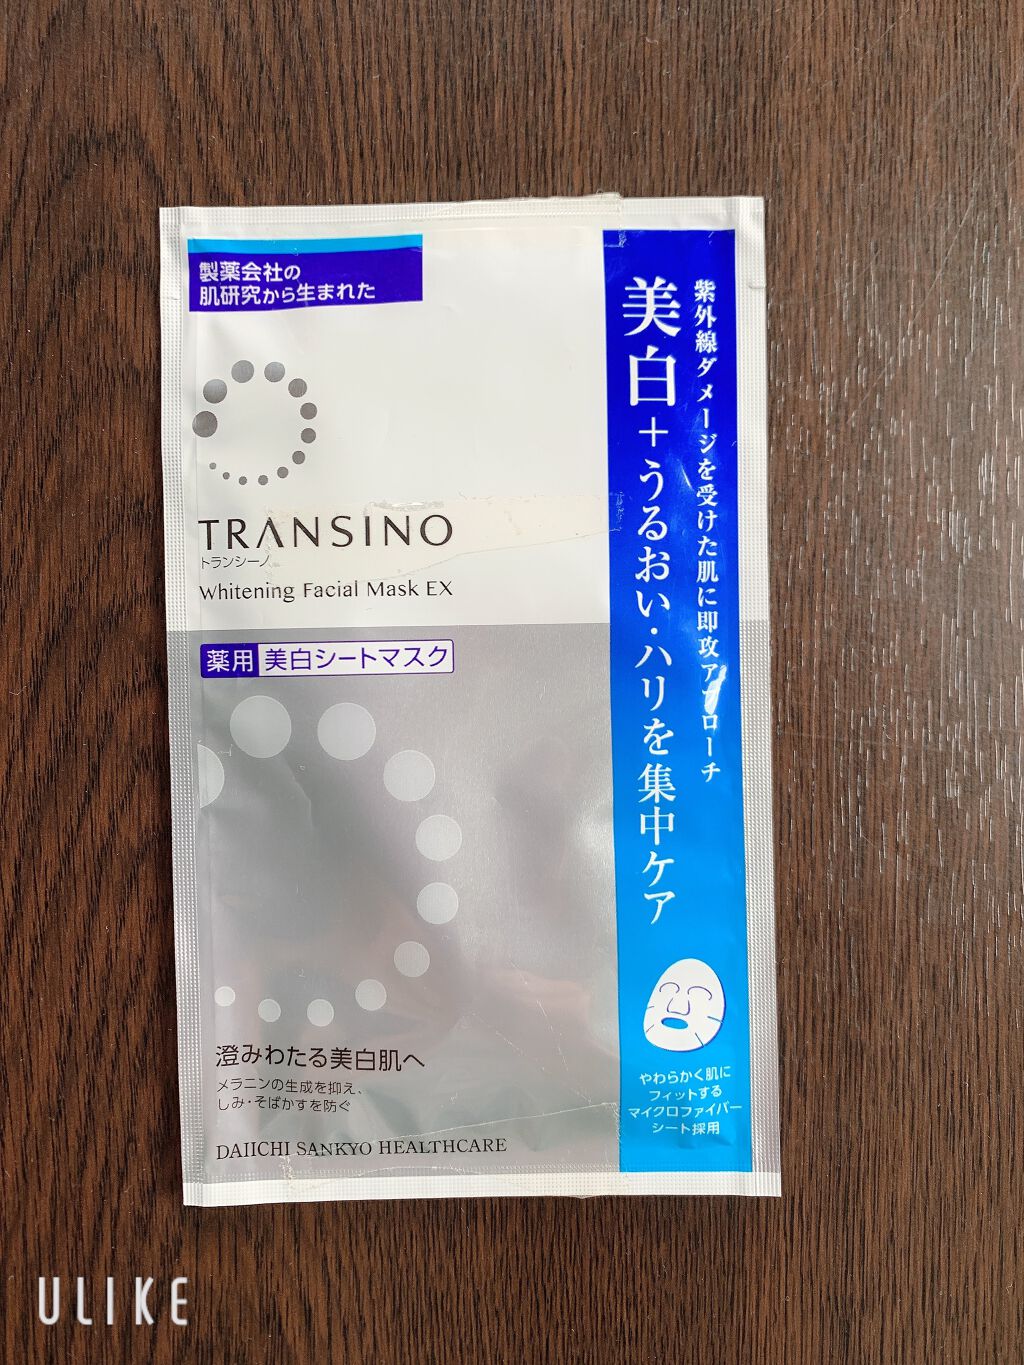 製薬会社の
肌研究から生まれた
TRANSINO
トランシーノ
Whitening Facial Mask EX
薬用 美白シートマスク
紫外線ダメージを受けた肌に即攻アプローチ
美白+うるおい・ハリを集中ケア
澄みわたる美白肌へ
メラニンの生成を抑え、
しみ・そばかすを防ぐ
DAIICHI SANKYO HEALTHCARE
やわらかく肌に
フィットする
マイクロファイバー
シート採用
ULIKE